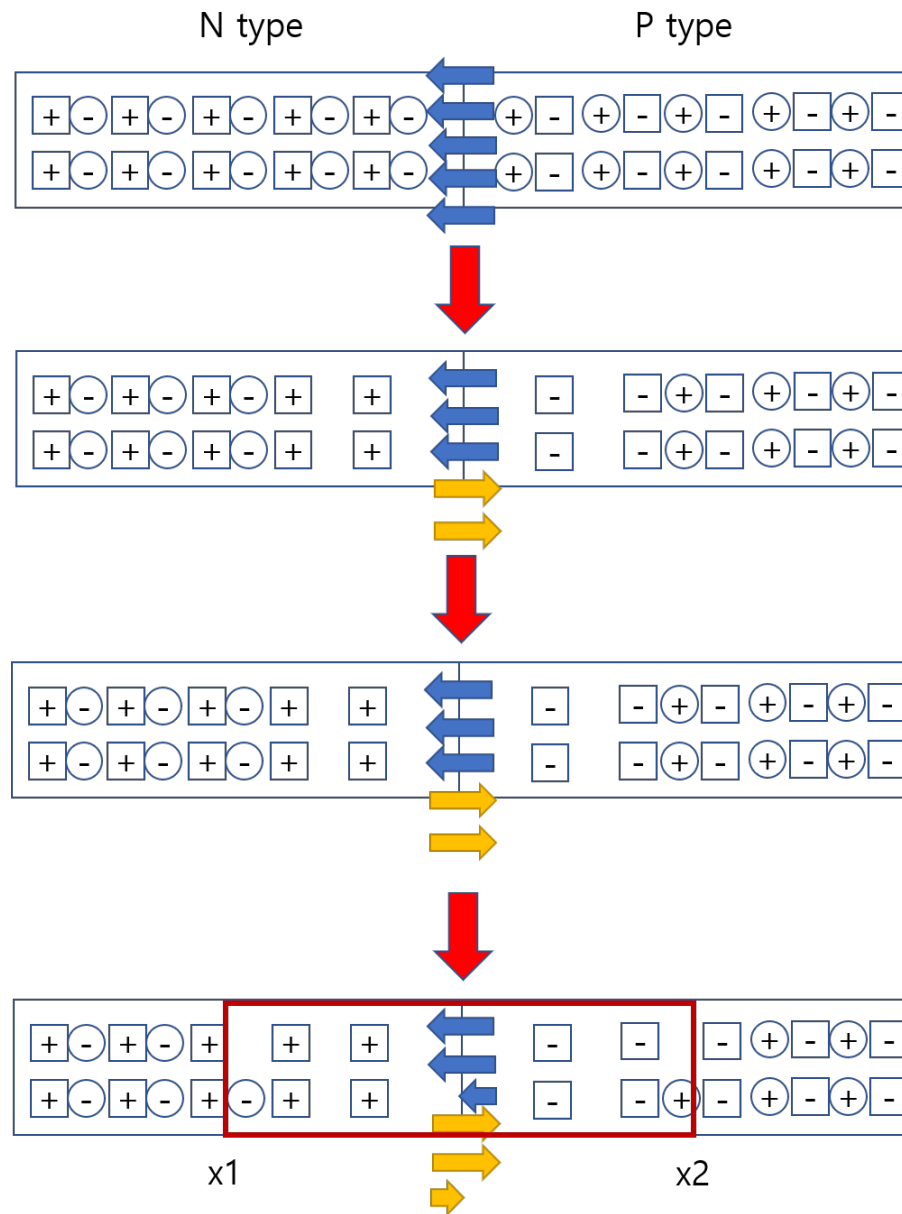 N type P type
+ - + - + - + - + - + - + - + - + - + -
+ - + - + - + - + - + - + - + - + - + -
+ - + - + - + + - - + - + - + -
+ - + - + - + + - - + - + - + -
+ - + - + - + + - - + - + - + -
+ - + - + - + + - - + - + - + -
+ - + - + + + - - - + - + -
+ - + - + - + + - - + - + - + -
x1 x2